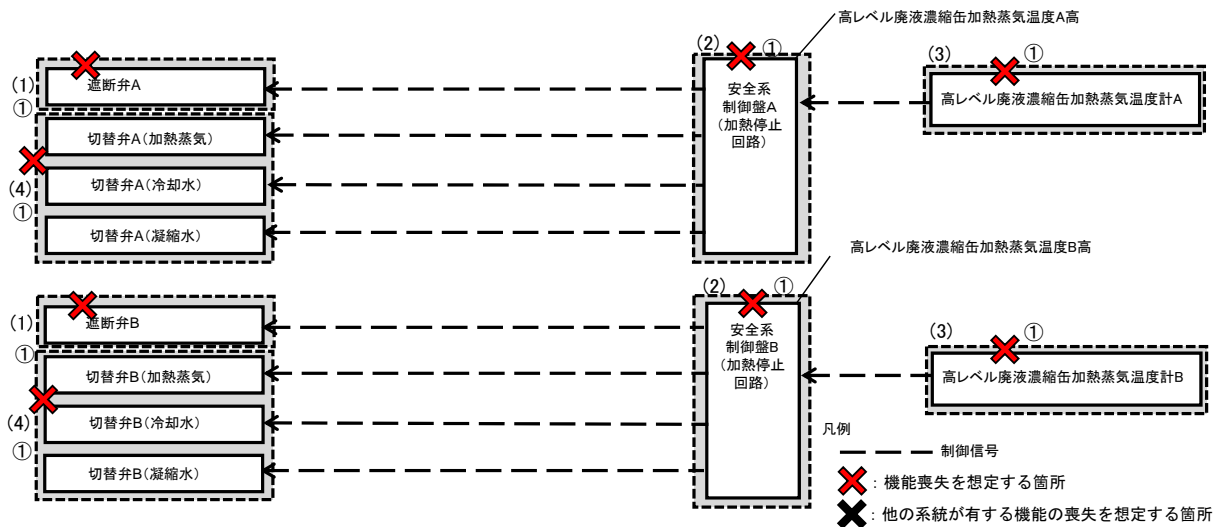 高レベル廃液濃縮缶加熱蒸気温度A高
(2)
①
(3)
①
(1)
①
遮断弁A
安全系
制御盤A
(加熱停止
回路)
高レベル廃液濃縮缶加熱蒸気温度計A
切替弁A(加熱蒸気)
(4)
①
切替弁A(冷却水)
切替弁A(凝縮水)
高レベル廃液濃縮缶加熱蒸気温度B高
(2)
①
(3)
①
(1)
①
遮断弁B
安全系
制御盤B
(加熱停止
回路)
高レベル廃液濃縮缶加熱蒸気温度計B
切替弁B(加熱蒸気)
(4)
①
切替弁B(冷却水)
切替弁B(凝縮水)
凡例
制御信号
:機能喪失を想定する箇所
:他の系統が有する機能の喪失を想定する箇所